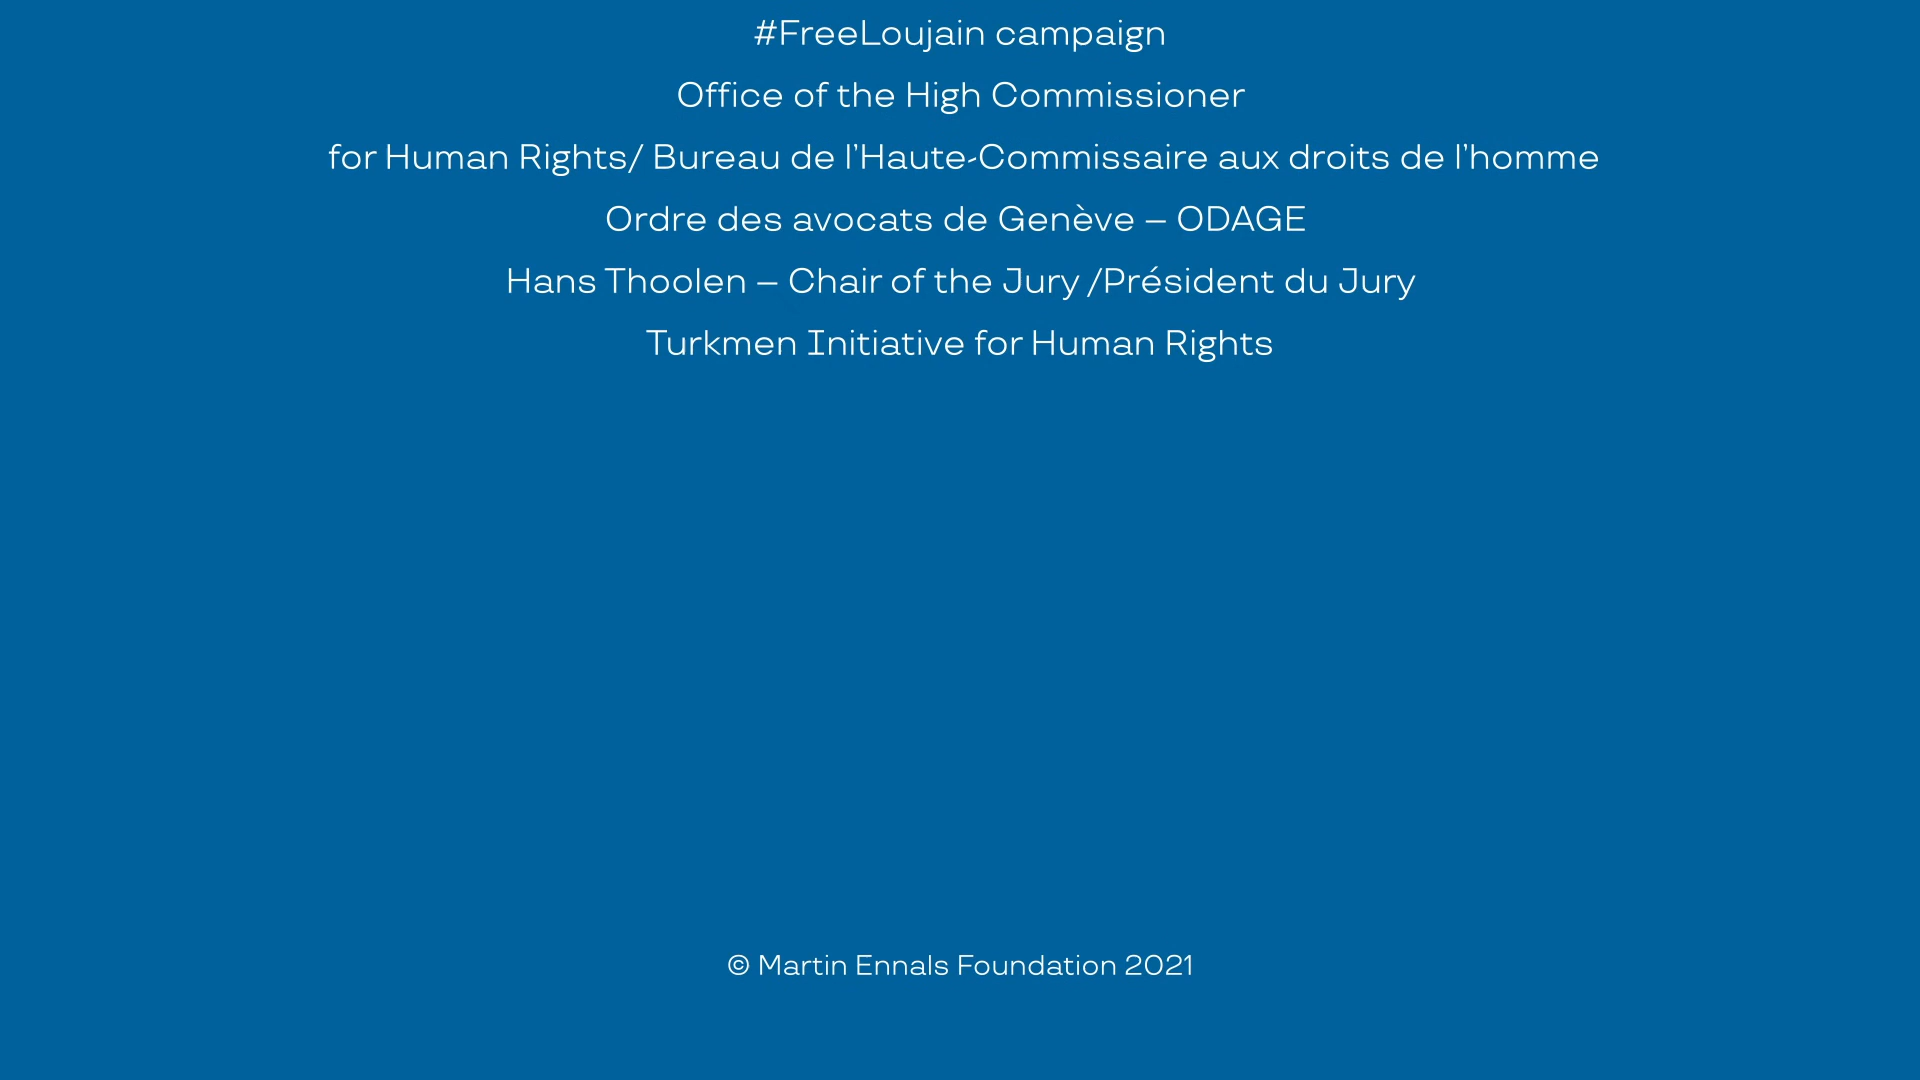 #FreeLoujain campaign
Office of the High Commissioner
for Human Rights/ Bureau de l'Haute-Commissaire aux droits de l'homme
Ordre des avocats de Genève – ODAGE
Hans Thoolen – Chair of the Jury /Président du Jury
Turkmen Initiative for Human Rights
© Martin Ennals Foundation 2021